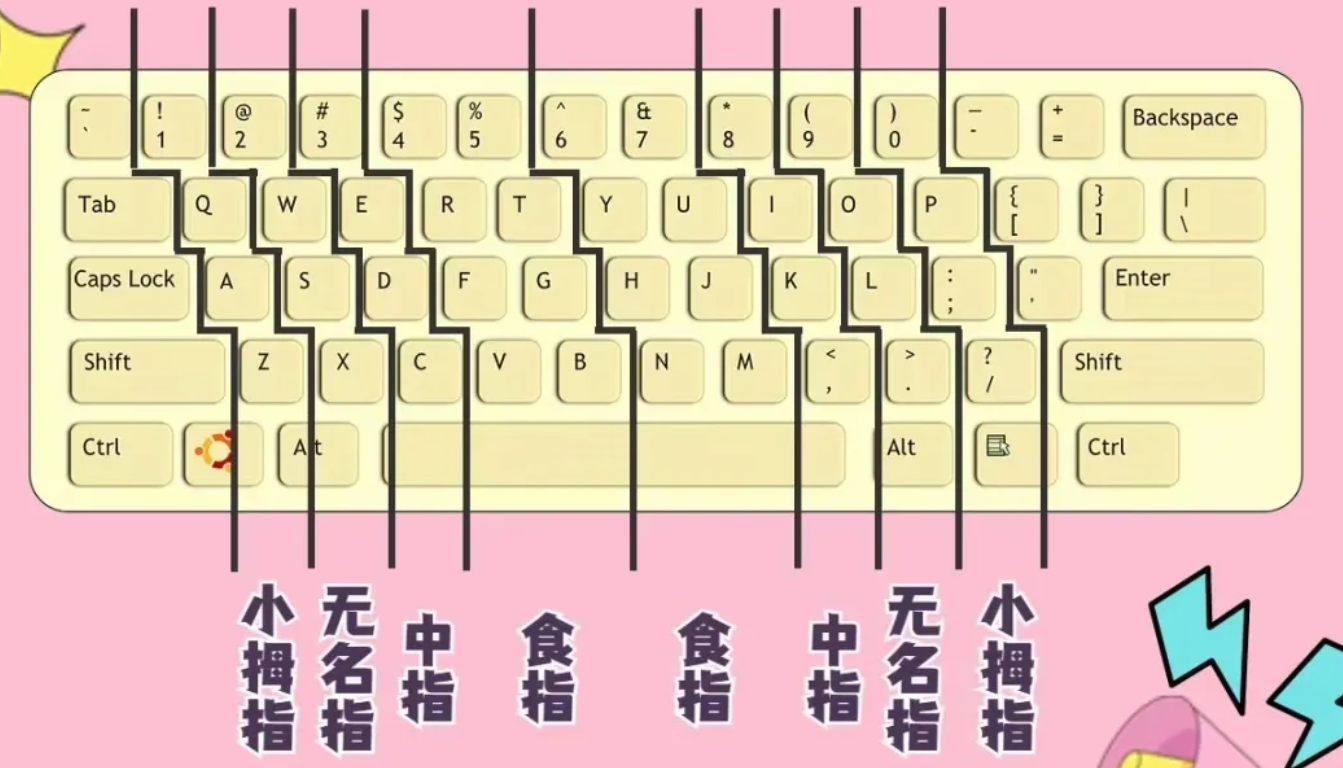 ~ ! @ # $ % ^ & * ( ) — + Backspace
` 1 2 3 4 5 6 7 8 9 0 - =
Tab Q W E R T Y U I O P { } |
[ ] \
Caps Lock A S D F G H J K L : " Enter
; '
Shift Z X C V B N M < > ? Shift
, . /
Ctrl Alt Alt Ctrl
小拇指
无名指
中指
食指
食指
中指
无名指
小拇指